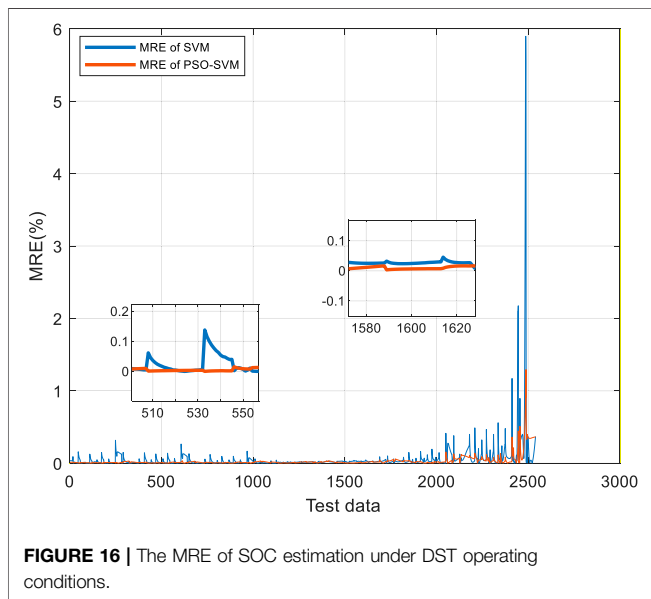 6
5
4
3
2
1
0
MRE(%)
MRE of SVM
MRE of PSO-SVM
0.1
0
-0.1
1580 1600 1620
0.2
0.1
0
510 530 550
0 500 1000 1500 2000 2500 3000
Test data
FIGURE 16 | The MRE of SOC estimation under DST operating
conditions.